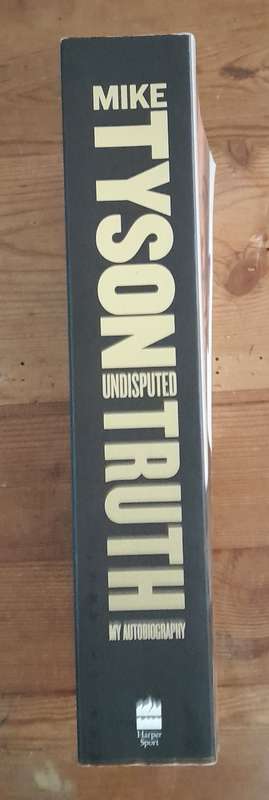 MIKE
TYSON
UNDISPUTED
TRUTH
MY AUTOBIOGRAPHY
Harper
Sport